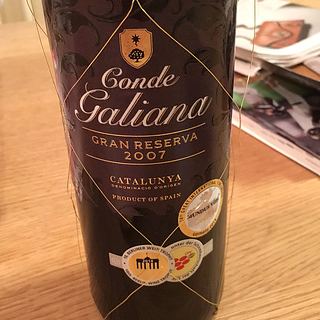 Conde
Galiana
GRAN RESERVA
2007
CATALUNYA
DENOMINACIÓ D'ORIGEN
PRODUCT OF SPAIN